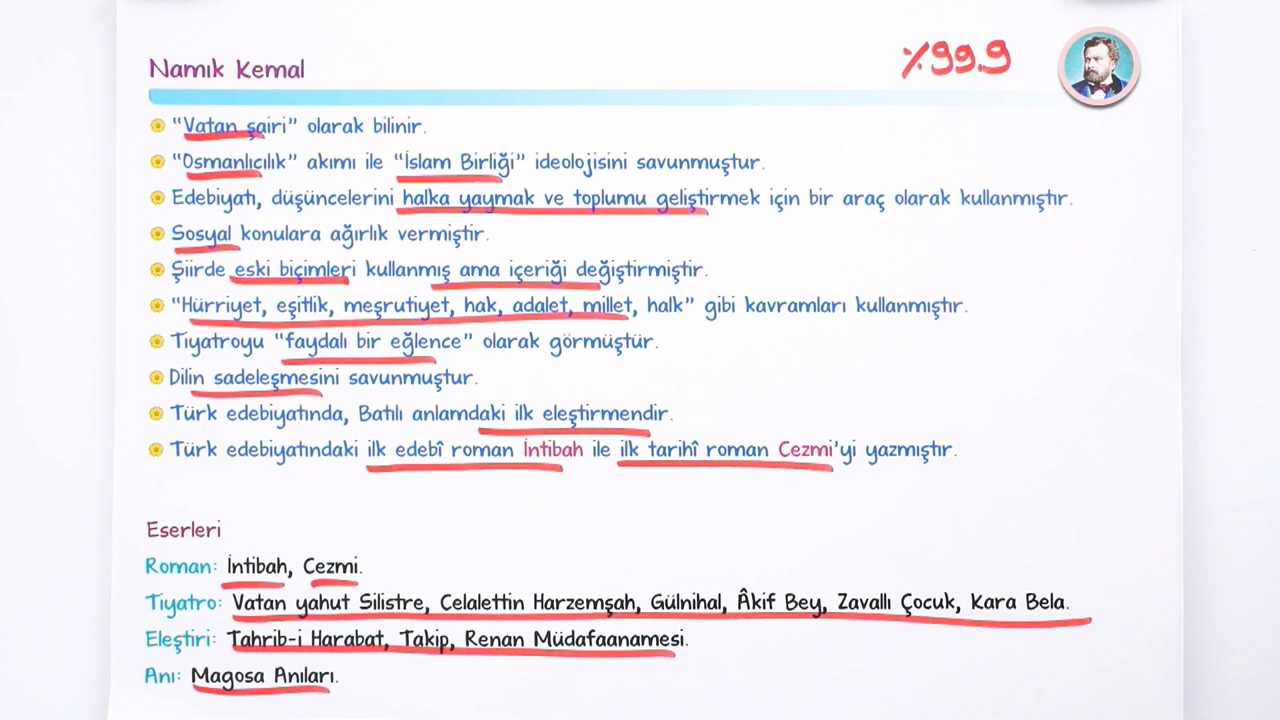 Namık Kemal
%99.9
"Vatan şairi" olarak bilinir.
"Osmanlıcılık" akımı ile "İslam Birliği" ideolojisini savunmuştur.
Edebiyatı, düşüncelerini halka yaymak ve toplumu geliştirmek için bir araç olarak kullanmıştır.
Sosyal konulara ağırlık vermiştir.
Şiirde eski biçimleri kullanmış ama içeriği değiştirmiştir.
"Hürriyet, eşitlik, meşrutiyet, hak, adalet, millet, halk" gibi kavramları kullanmıştır.
Tiyatroyu "faydalı bir eğlence" olarak görmüştür.
Dilin sadeleşmesini savunmuştur.
Türk edebiyatında, Batılı anlamdaki ilk eleştirmendir.
Türk edebiyatındaki ilk edebî roman İntibah ile ilk tarihî roman Cezmi'yi yazmıştır.
Eserleri
Roman: İntibah, Cezmi.
Tiyatro: Vatan yahut Silistre, Celalettin Harzemşah, Gülnihal, Âkif Bey, Zavallı Çocuk, Kara Bela.
Eleştiri: Tahrib-i Harabat, Takip, Renan Müdafaanamesi.
Anı: Magosa Anıları.